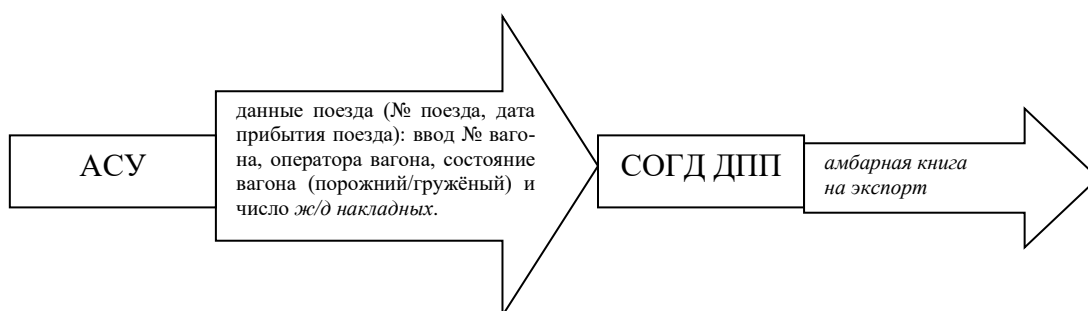 АСУ
данные поезда (№ поезда, дата
прибытия поезда): ввод № ваго-
на, оператора вагона, состояние
вагона (порожний/гружёный) и
число ж/д накладных.
СОГД ДПП
амбарная книга
на экспорт